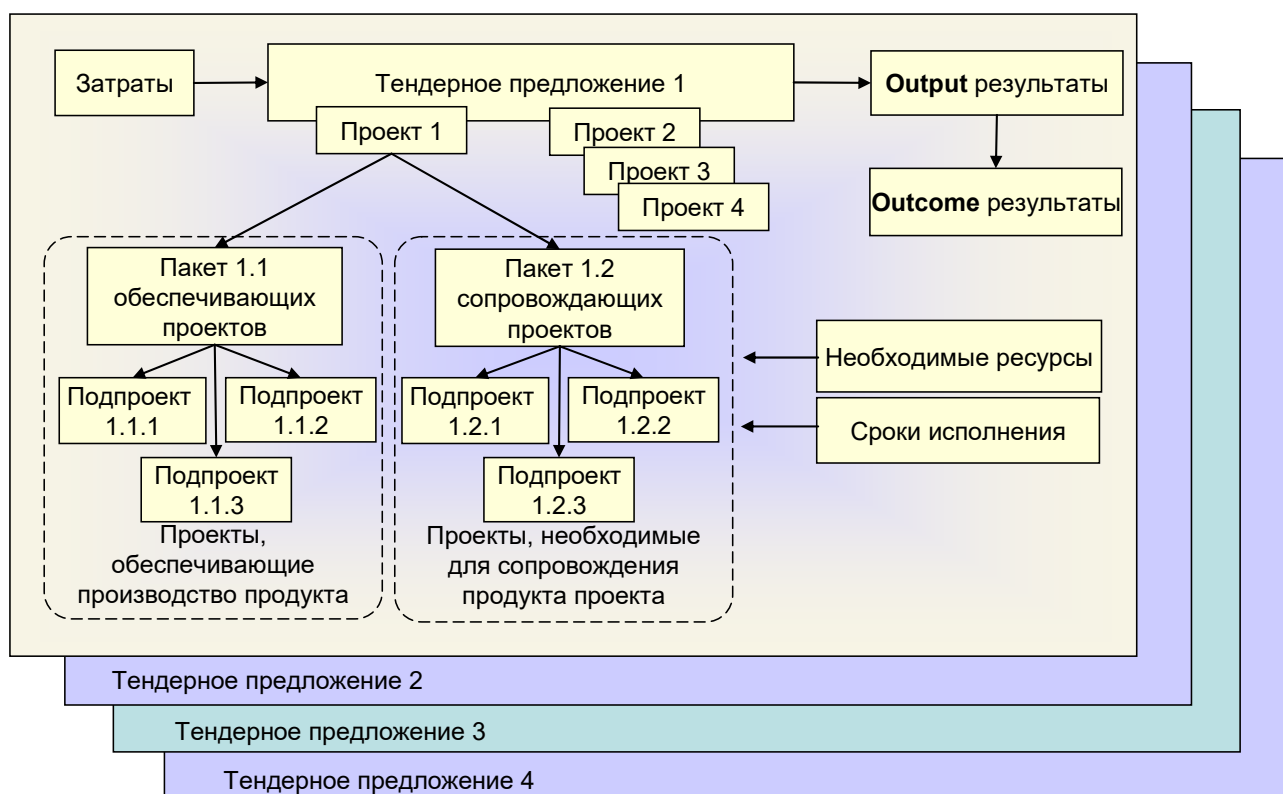 Затраты
Тендерное предложение 1
Output результаты
Проект 1
Проект 2
Проект 3
Проект 4
Outcome результаты
Пакет 1.1
обеспечивающих
проектов
Пакет 1.2
сопровождающих
проектов
Необходимые ресурсы
Сроки исполнения
Подпроект
1.1.1
Подпроект
1.1.2
Подпроект
1.1.3
Подпроект
1.2.1
Подпроект
1.2.2
Подпроект
1.2.3
Проекты,
обеспечивающие
производство продукта
Проекты, необходимые
для сопровождения
продукта проекта
Тендерное предложение 2
Тендерное предложение 3
Тендерное предложение 4